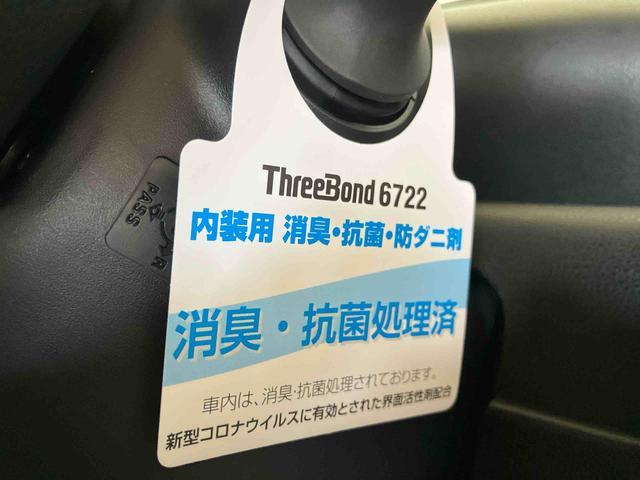 ThreeBond 6722
内装用 消臭・抗菌・防ダニ剤
消臭・抗菌処理済
車内は、消臭・抗菌処理されております。
新型コロナウイルスに有効とされた界面活性剤配合
PASS
R